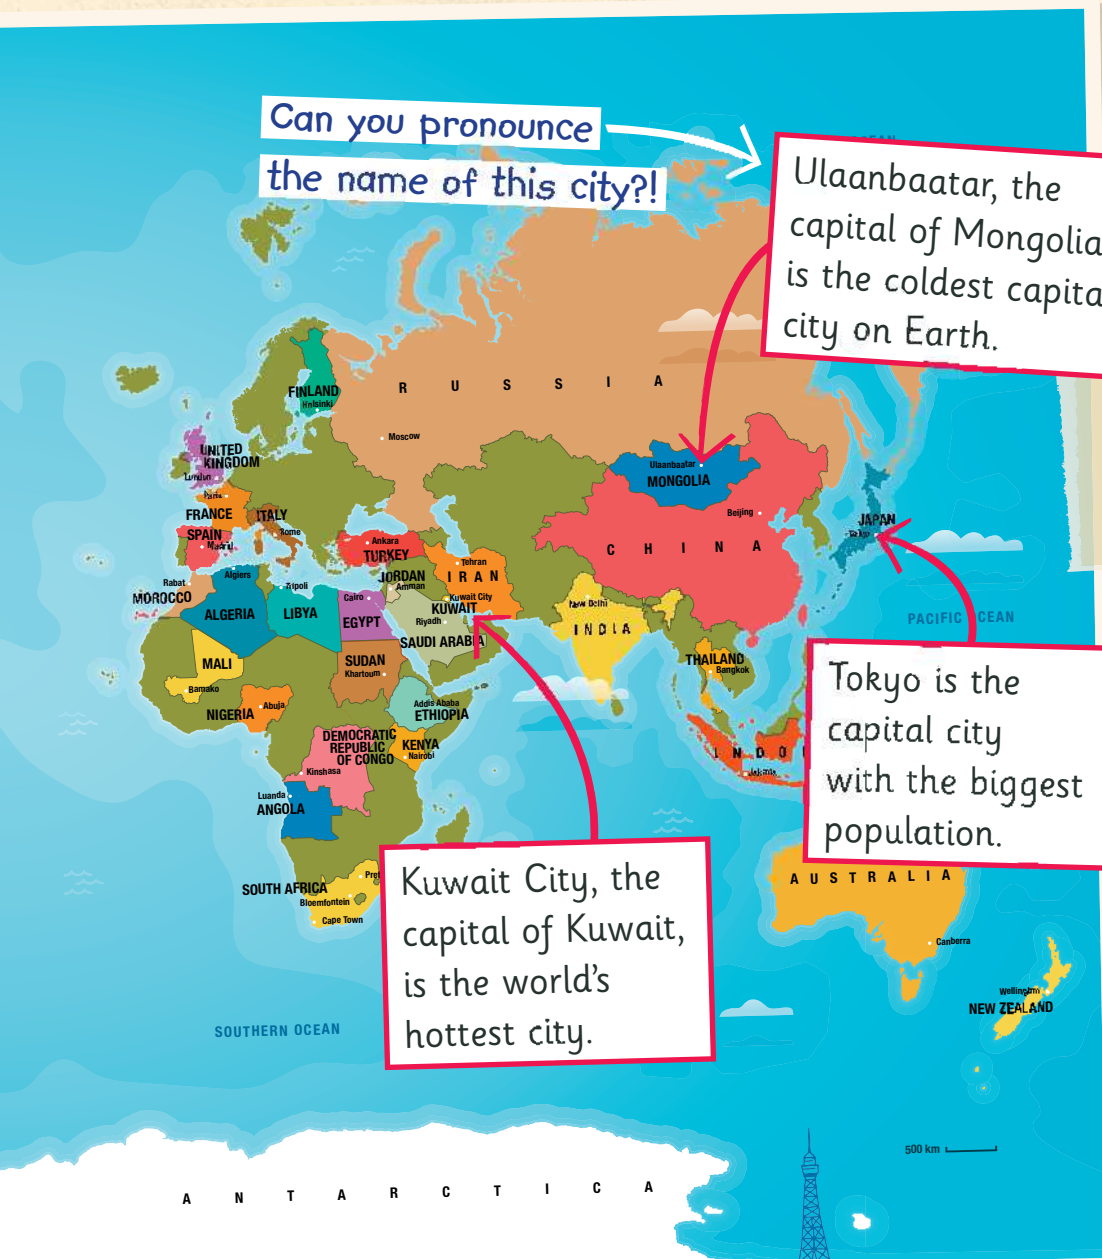 Can you pronounce
the name of this city?!
Ulaanbaatar, the
capital of Mongolia
is the coldest capita
city on Earth.
R U S S I A
FINLAND
Helsinki
Moscow
UNITED
KINGDOM
London
Paris
FRANCE
ITALY
Rome
SPAIN
Madrid
Ulaanbaatar
MONGOLIA
Beijing
C H I N A
JAPAN
Tokyo
Ankara
TURKEY
Tehran
I R A N
JORDAN
Amman
Kuwait City
KUWAIT
Riyadh
SAUDI ARABIA
Rabat
MOROCCO
Algiers
ALGERIA
Tripoli
LIBYA
Cairo
EGYPT
New Delhi
I N D I A
PACIFIC OCEAN
MALI
Bamako
SUDAN
Khartoum
THAILAND
Bangkok
NIGERIA
Abuja
Addis Ababa
ETHIOPIA
DEMOCRATIC
REPUBLIC
OF CONGO
KENYA
Nairobi
Kinshasa
I N D O
Jakarta
Tokyo is the
capital city
with the biggest
population.
Luanda
ANGOLA
Kuwait City, the
capital of Kuwait,
is the world's
hottest city.
SOUTH AFRICA
Pret
Bloemfontein
Cape Town
A U S T R A L I A
Canberra
Wellington
NEW ZEALAND
SOUTHERN OCEAN
500 km
A N T A R C T I C A